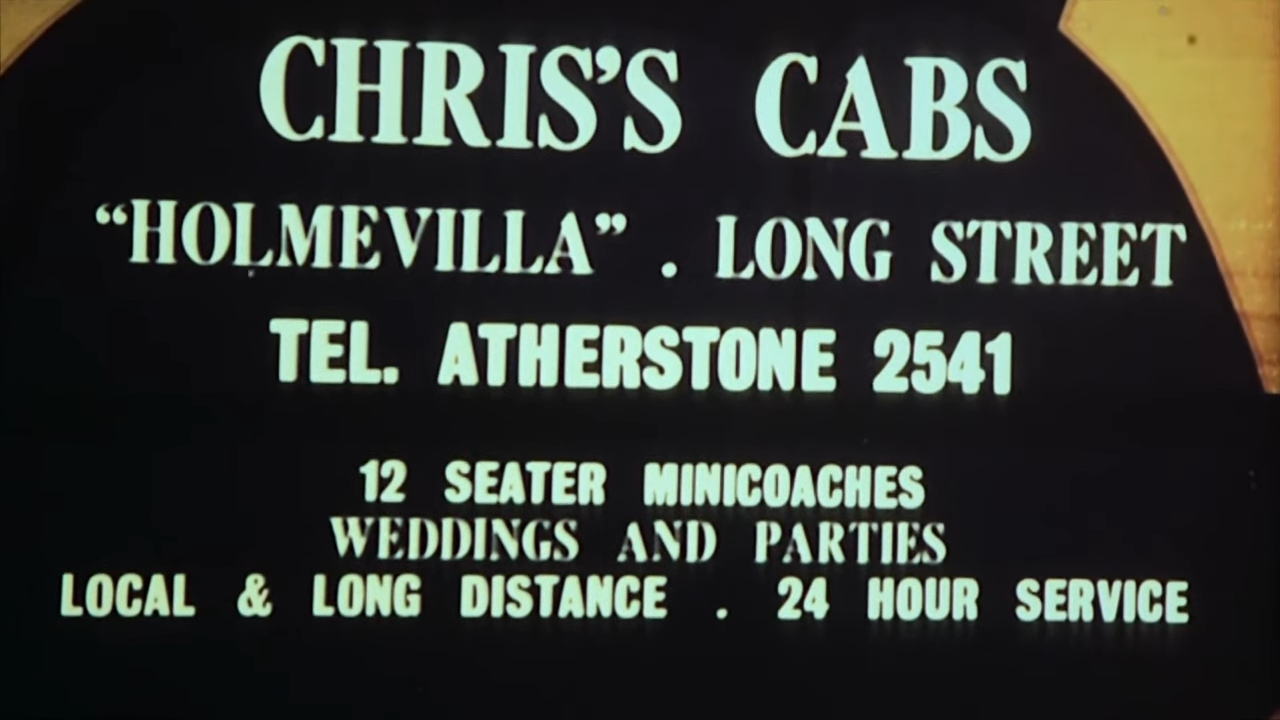 CHRIS’S CABS
“HOLMEVILLA” . LONG STREET
TEL. ATHERSTONE 2541
12 SEATER MINICOACHES
WEDDINGS AND PARTIES
LOCAL & LONG DISTANCE . 24 HOUR SERVICE